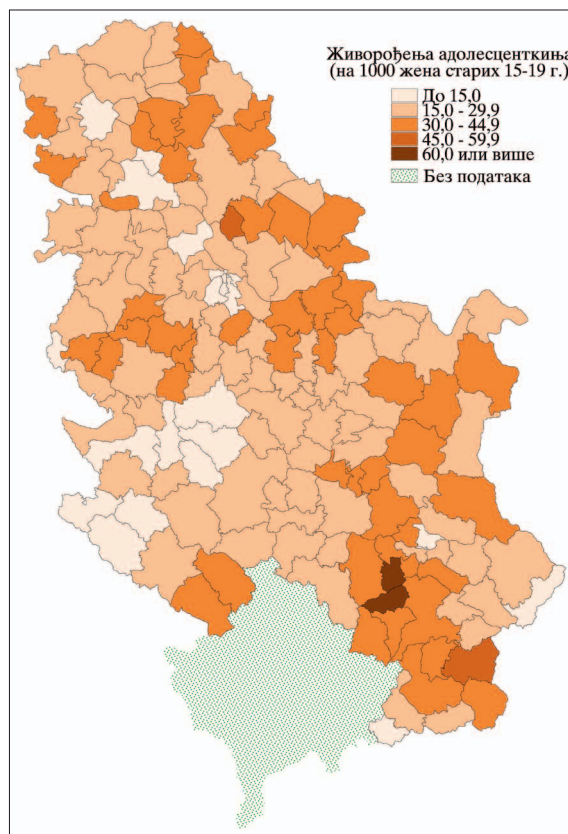 Живорођења адолесценткиња
(на 1000 жена старих 15-19 г.)
До 15,0
15,0 - 29,9
30,0 - 44,9
45,0 - 59,9
60,0 или више
Без података